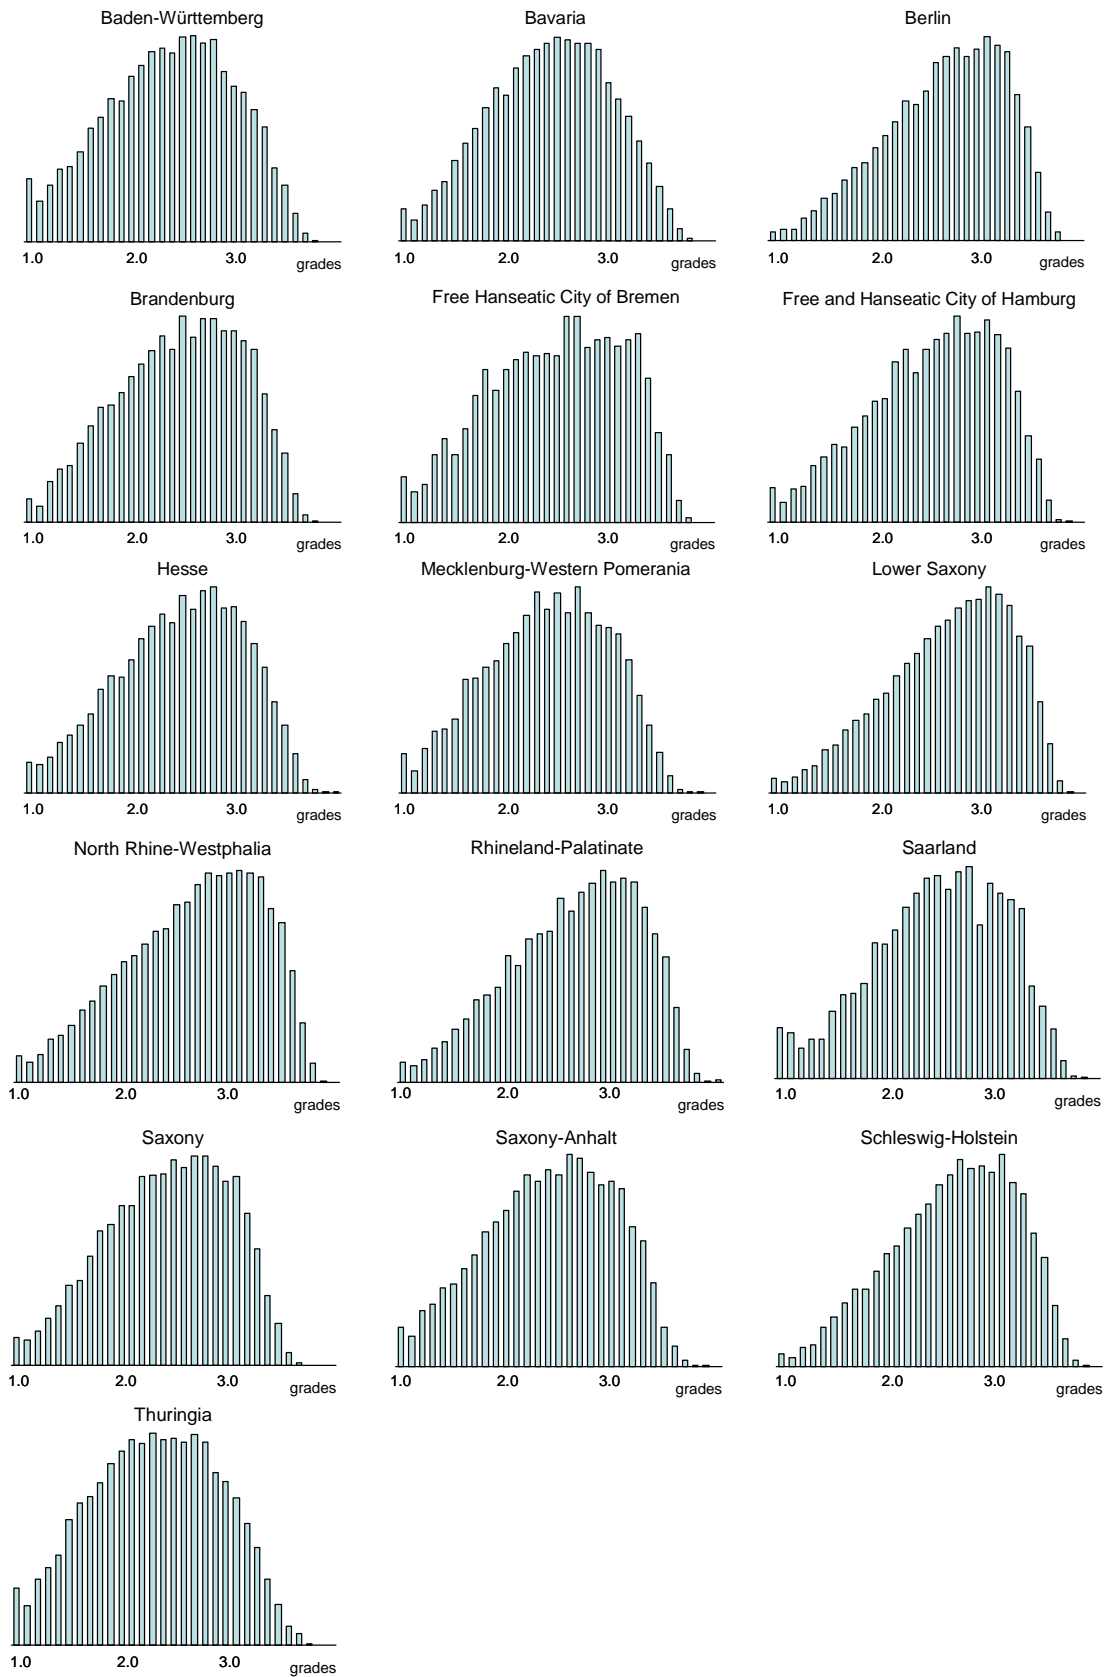 Baden-Württemberg
1.0 2.0 3.0 grades
Bavaria
1.0 2.0 3.0 grades
Berlin
1.0 2.0 3.0 grades
Brandenburg
1.0 2.0 3.0 grades
Free Hanseatic City of Bremen
1.0 2.0 3.0 grades
Free and Hanseatic City of Hamburg
1.0 2.0 3.0 grades
Hesse
1.0 2.0 3.0 grades
Mecklenburg-Western Pomerania
1.0 2.0 3.0 grades
Lower Saxony
1.0 2.0 3.0 grades
North Rhine-Westphalia
1.0 2.0 3.0 grades
Rhineland-Palatinate
1.0 2.0 3.0 grades
Saarland
1.0 2.0 3.0 grades
Saxony
1.0 2.0 3.0 grades
Saxony-Anhalt
1.0 2.0 3.0 grades
Schleswig-Holstein
1.0 2.0 3.0 grades
Thuringia
1.0 2.0 3.0 grades